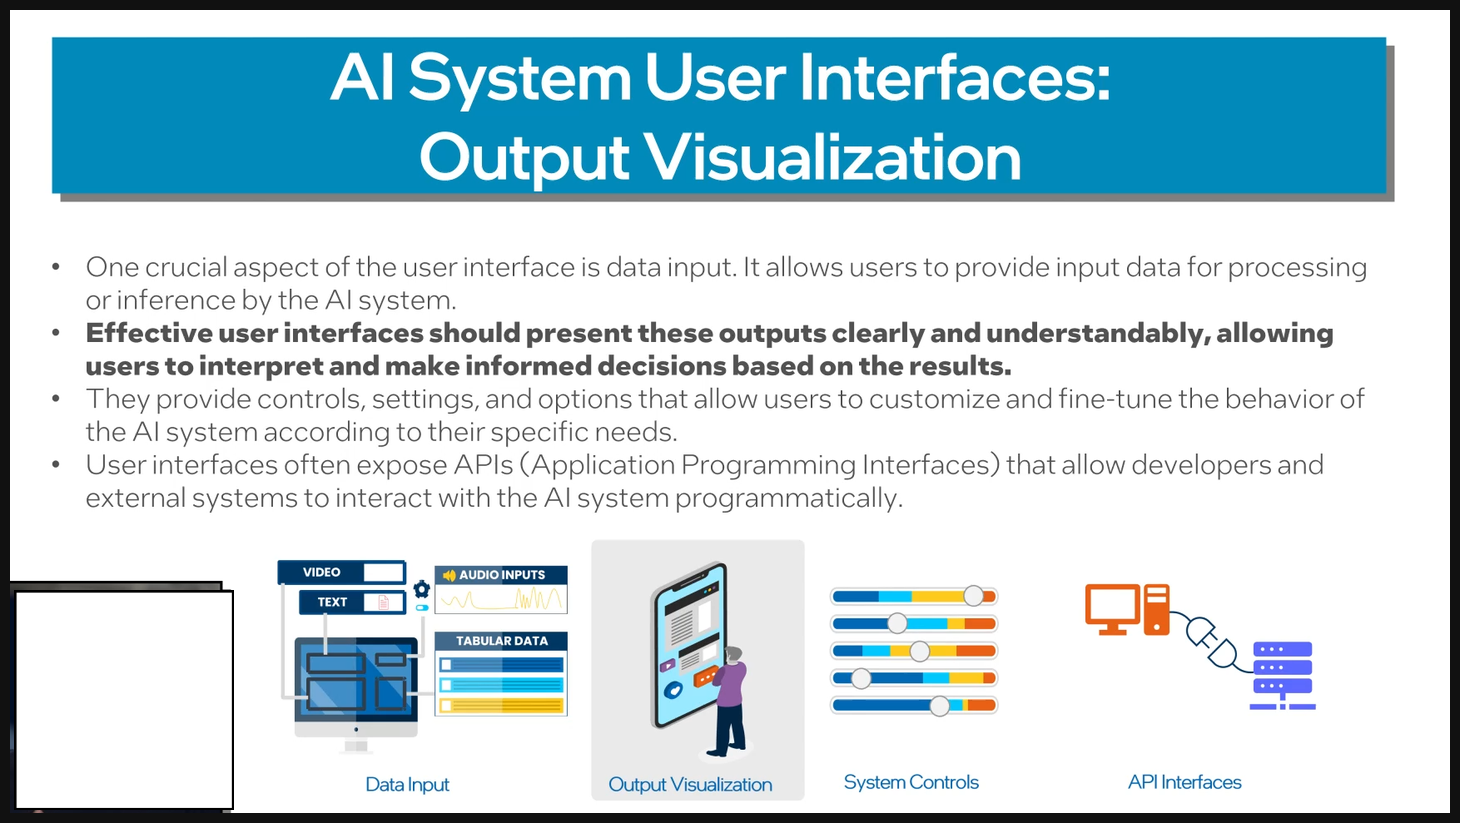 AI System User Interfaces:
Output Visualization
• One crucial aspect of the user interface is data input. It allows users to provide input data for processing
or inference by the AI system.
• Effective user interfaces should present these outputs clearly and understandably, allowing
users to interpret and make informed decisions based on the results.
• They provide controls, settings, and options that allow users to customize and fine-tune the behavior of
the AI system according to their specific needs.
• User interfaces often expose APIs (Application Programming Interfaces) that allow developers and
external systems to interact with the AI system programmatically.
VIDEO
TEXT
AUDIO INPUTS
TABULAR DATA
Data Input
Output Visualization
System Controls
API Interfaces